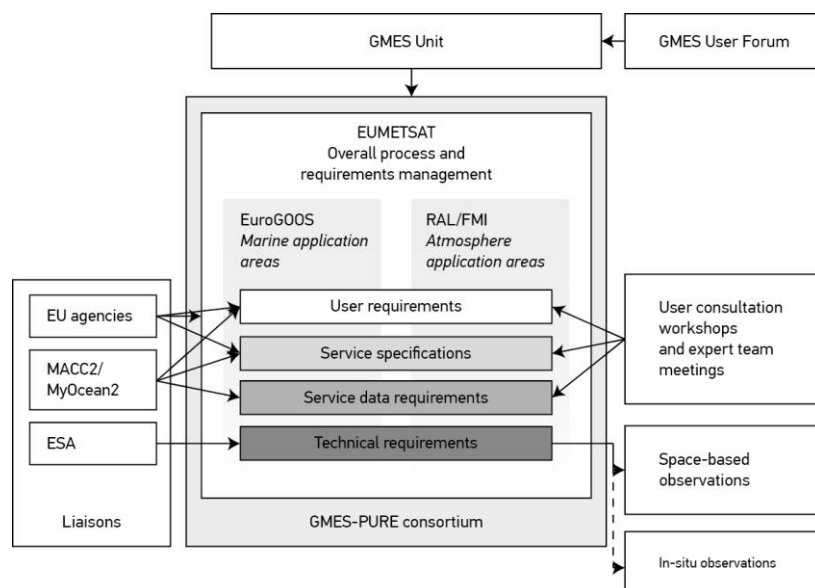 GMES Unit
GMES User Forum
EUMETSAT
Overall process and
requirements management
EuroGOOS
Marine application
areas
RAL/FMI
Atmosphere
application areas
EU agencies
MACC2/
MyOcean2
ESA
Liaisons
User requirements
Service specifications
Service data requirements
Technical requirements
GMES-PURE consortium
User consultation
workshops
and expert team
meetings
Space-based
observations
In-situ observations